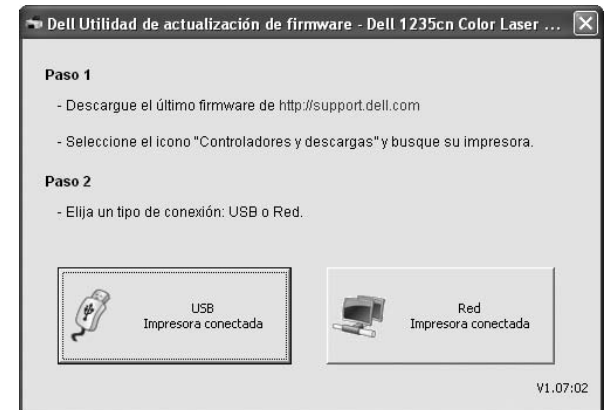 Dell Utilidad de actualización de firmware - Dell 1235cn Color Laser ...
Paso 1
- Descargue el último firmware de http://support.dell.com
- Seleccione el icono "Controladores y descargas" y busque su impresora.
Paso 2
- Elija un tipo de conexión: USB o Red.
USB
Impresora conectada
Red
Impresora conectada
V1.07:02